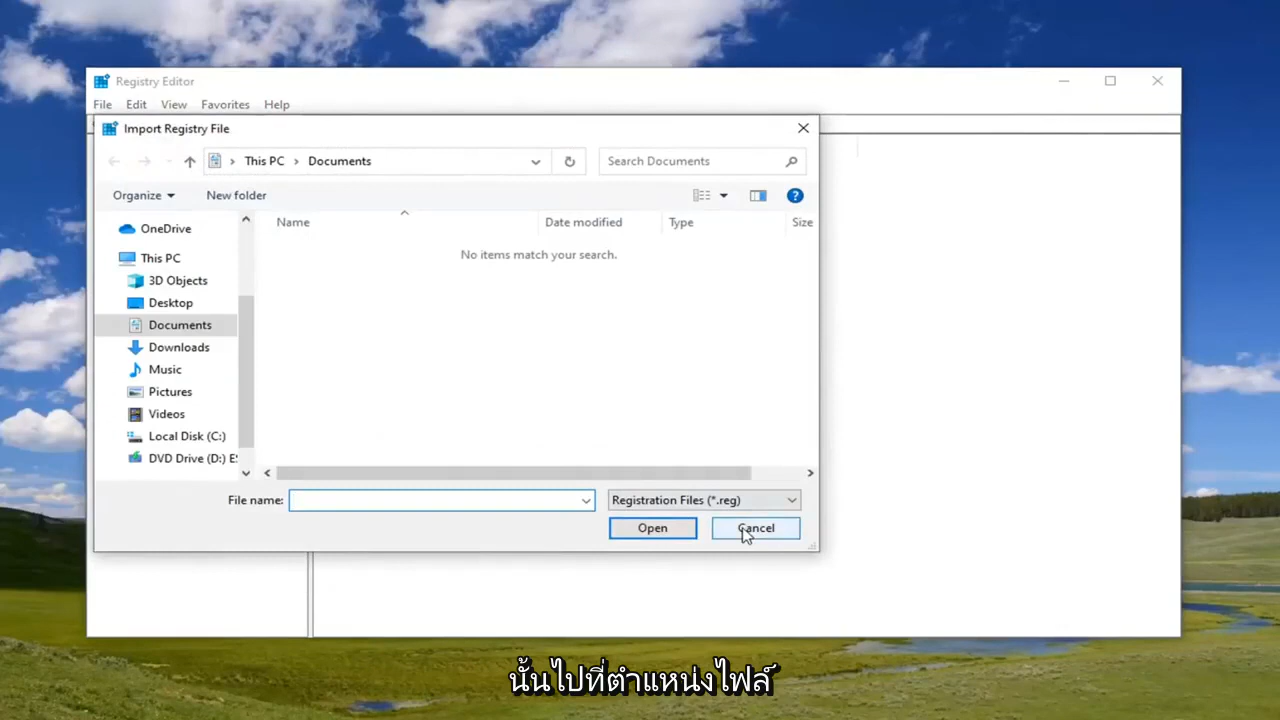 Registry Editor
File Edit View Favorites Help
Import Registry File
This PC Documents
Search Documents
Organize New folder
Name Date modified Type Size
OneDrive
No items match your search.
This PC
3D Objects
Desktop
Documents
Downloads
Music
Pictures
Videos
Local Disk (C:)
DVD Drive (D:) ES
File name: Registration Files (*.reg)
Open Cancel
นั้นไปที่ตำแหน่งไฟล์